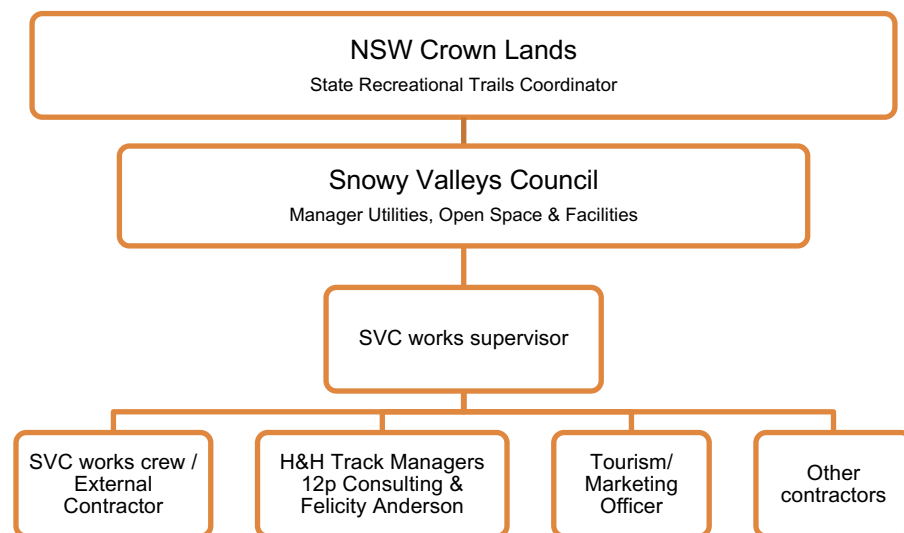 NSW Crown Lands
State Recreational Trails Coordinator
Snowy Valleys Council
Manager Utilities, Open Space & Facilities
SVC works supervisor
SVC works crew /
External
Contractor
H&H Track Managers
12p Consulting &
Felicity Anderson
Tourism/
Marketing
Officer
Other
contractors